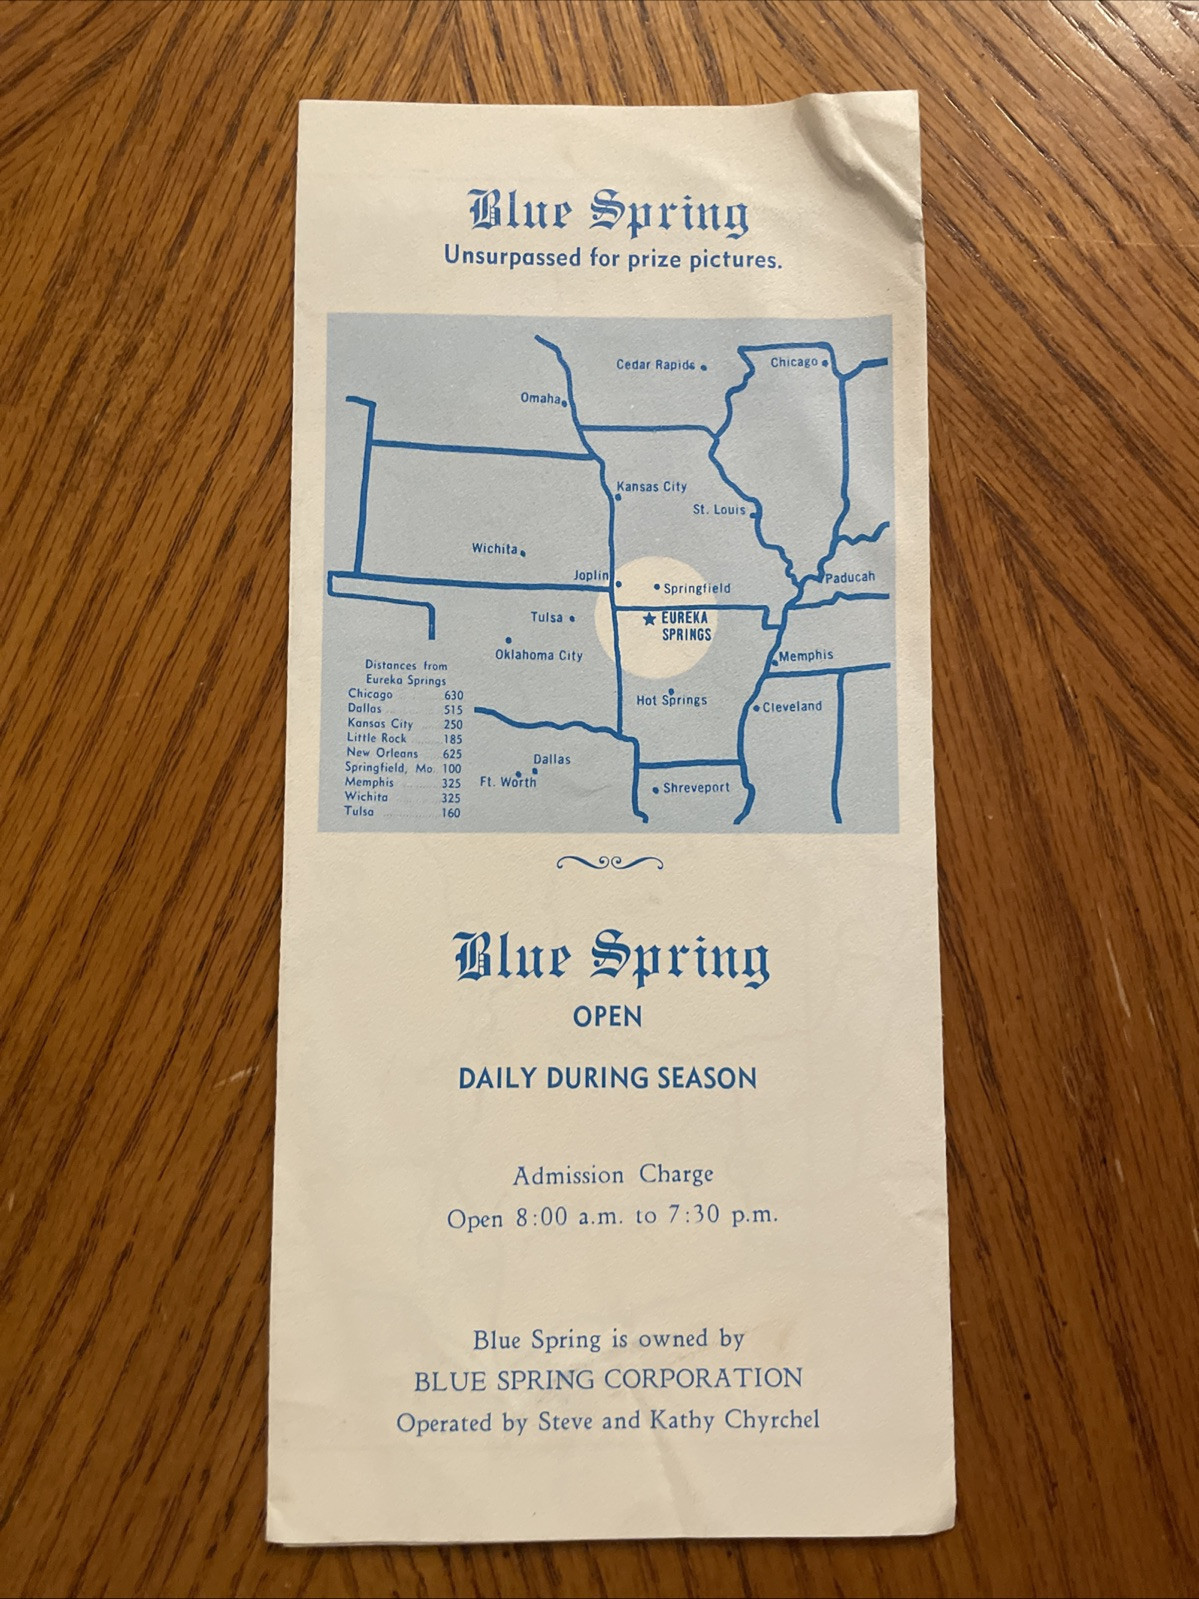 Blue Spring
Unsurpassed for prize pictures.
Cedar Rapids
Chicago
Omaha
Kansas City
St. Louis
Wichita
Joplin
Springfield
Paducah
Tulsa
EUREKA
SPRINGS
Oklahoma City
Memphis
Hot Springs
Cleveland
Dallas
Ft. Worth
Shreveport
Distances from
Eureka Springs
Chicago 630
Dallas 515
Kansas City 250
Little Rock 185
New Orleans 625
Springfield, Mo. 100
Memphis 325
Wichita 325
Tulsa 160
Blue Spring
OPEN
DAILY DURING SEASON
Admission Charge
Open 8:00 a.m. to 7:30 p.m.
Blue Spring is owned by
BLUE SPRING CORPORATION
Operated by Steve and Kathy Chyrchel